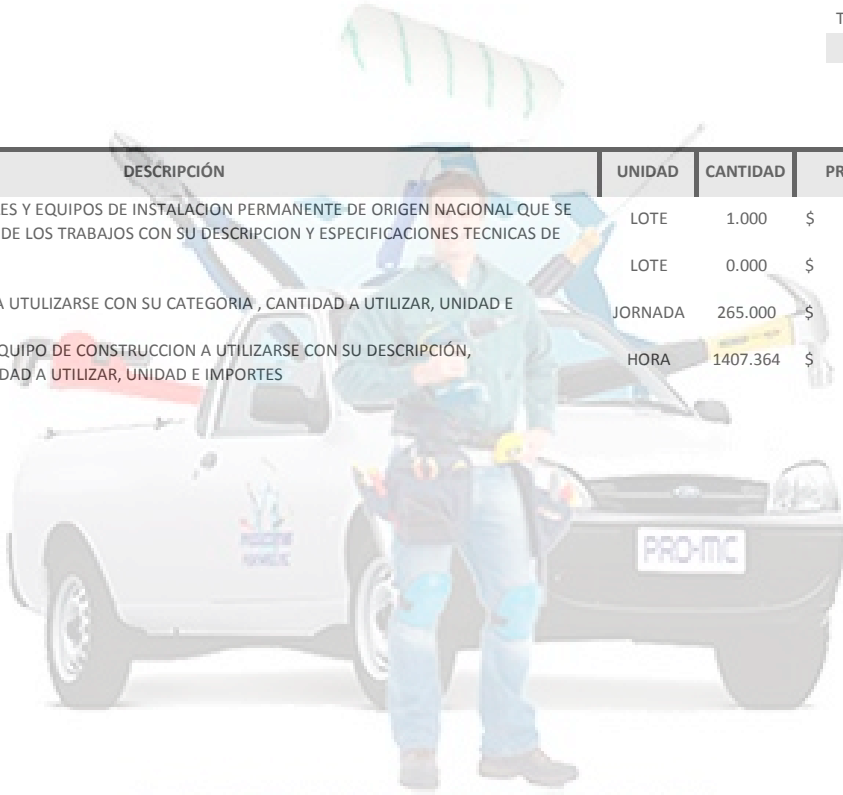 T
DESCRIPCIÓN UNIDAD CANTIDAD PR
ES Y EQUIPOS DE INSTALACION PERMANENTE DE ORIGEN NACIONAL QUE SE
DE LOS TRABAJOS CON SU DESCRIPCION Y ESPECIFICACIONES TECNICAS DE
LOTE 1.000 $
LOTE 0.000 $
A UTULIZARSE CON SU CATEGORIA , CANTIDAD A UTILIZAR, UNIDAD E
JORNADA 265.000 $
QUIPO DE CONSTRUCCION A UTILIZARSE CON SU DESCRIPCIÓN,
DAD A UTILIZAR, UNIDAD E IMPORTES
HORA 1407.364 $
PRO-MC